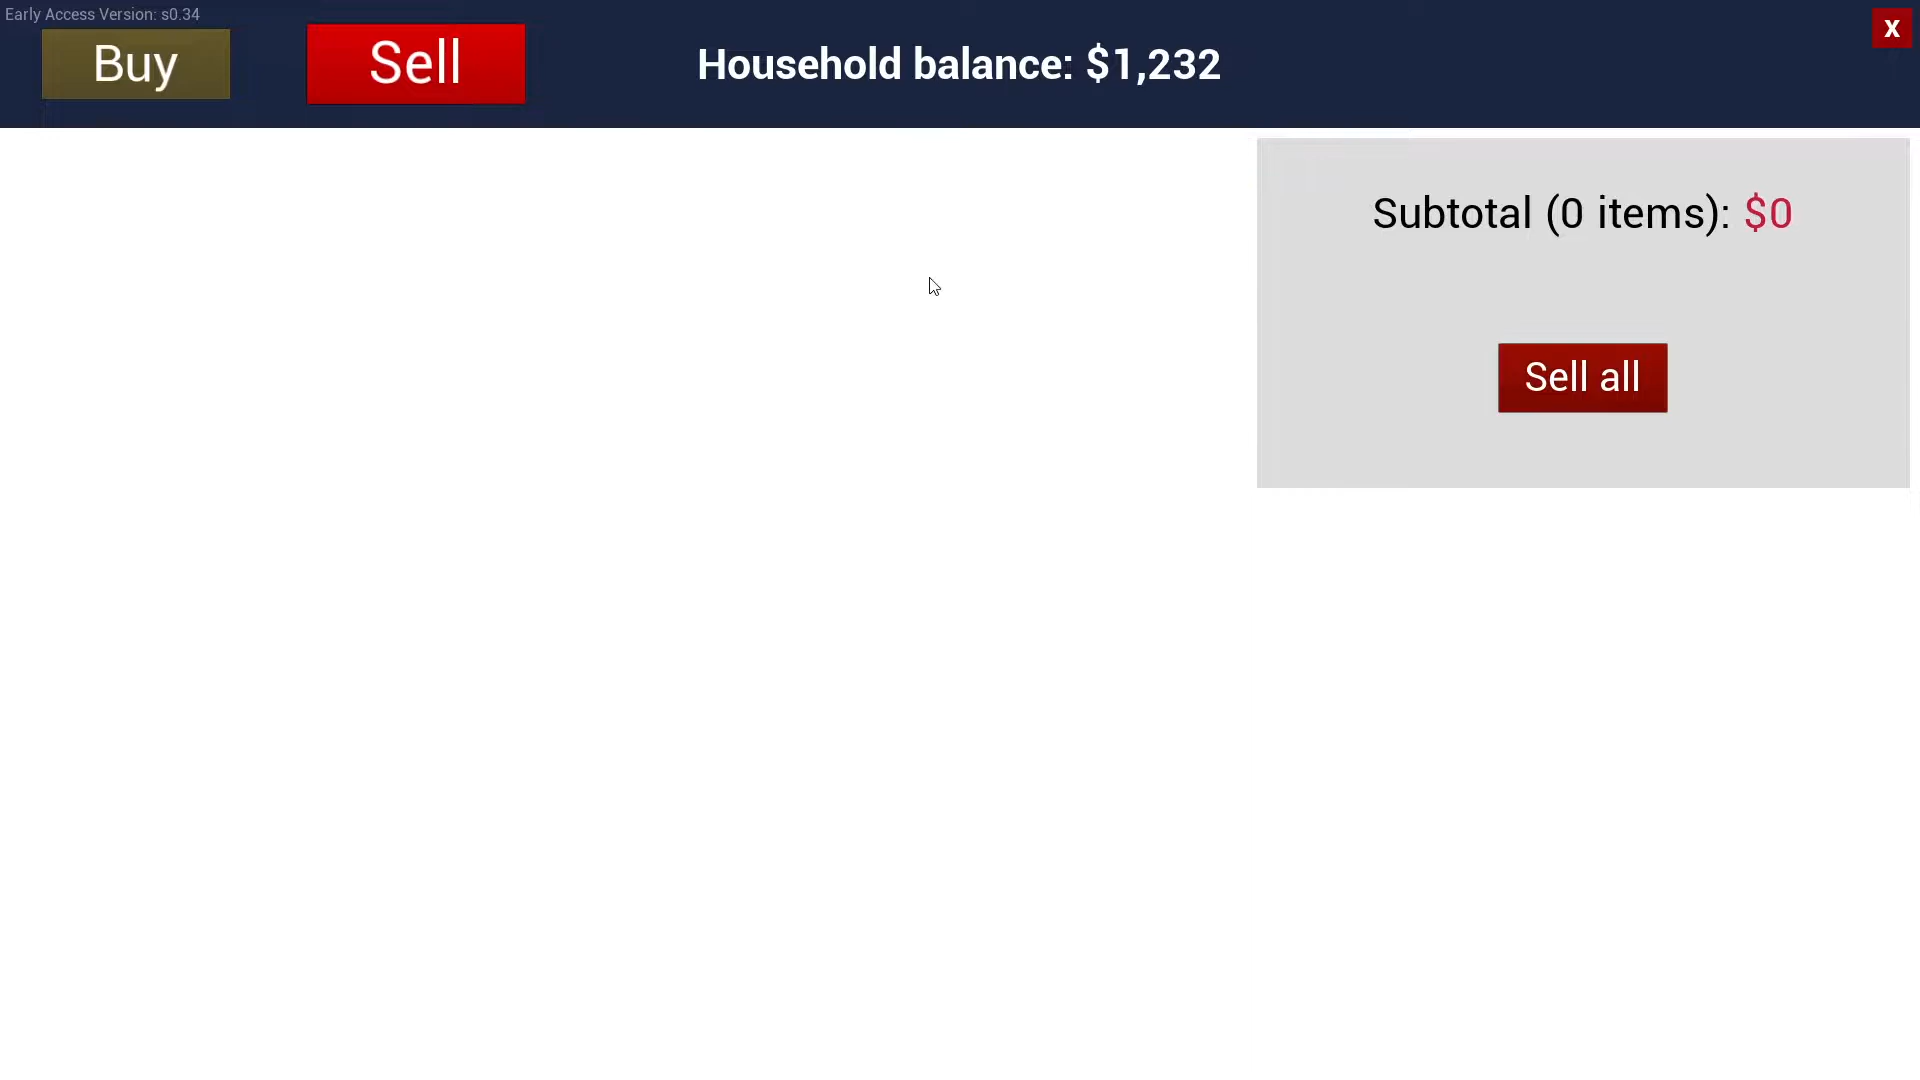 Early Access Version: s0.34
Buy
Sell
Household balance: $1,232
X
Subtotal (0 items): $0
Sell all